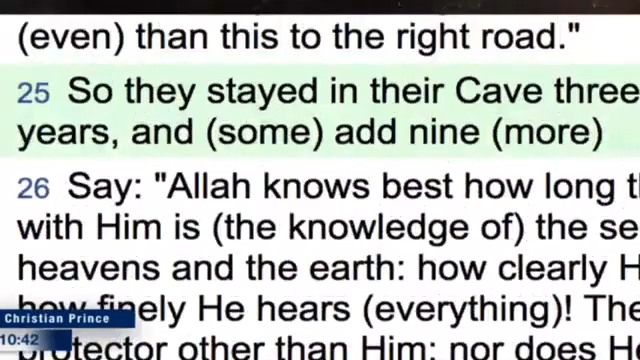 (even) than this to the right road."
25 So they stayed in their Cave three
years, and (some) add nine (more)
26 Say: "Allah knows best how long
with Him is (the knowledge of) the se
heavens and the earth: how clearly H
how finely He hears (everything)! The
protector other than Him; nor does H
Christian Prince
10:42